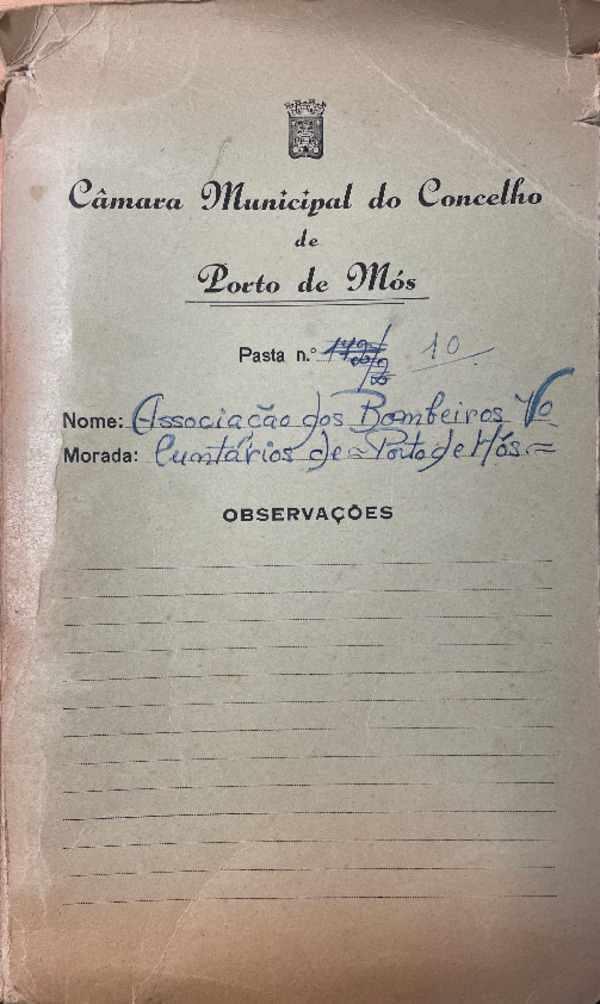 Câmara Municipal do Concelho
de
Porto de Mós
Pasta n.° 10
Nome: Associação dos Bombeiros Vo
Morada: luntários de = Porto de Mós =
OBSERVAÇÕES